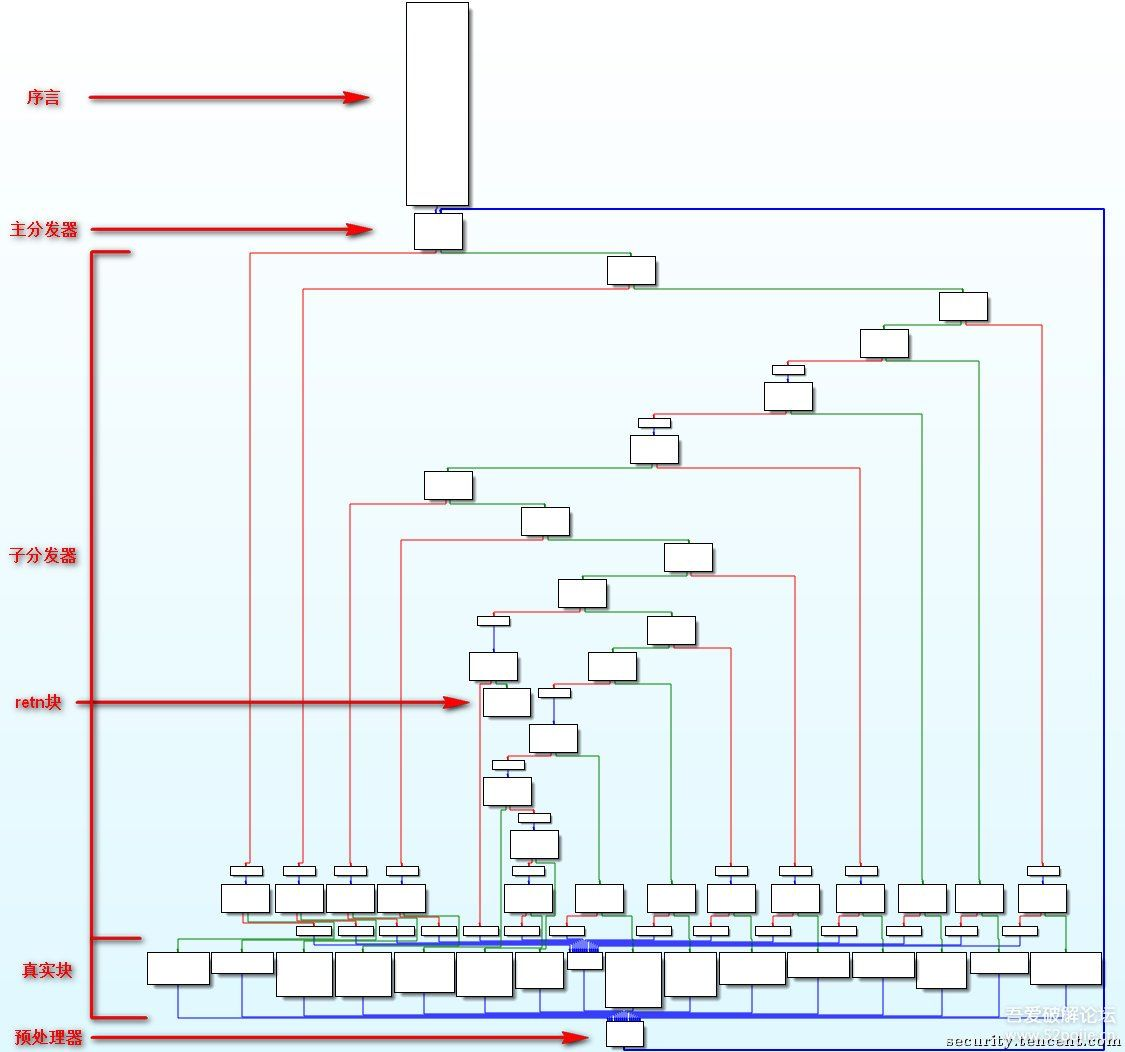 序言
主分发器
子分发器
retn块
真实块
预处理器
吾爱破解论坛
www.52pojie.cn
security.tencent.com